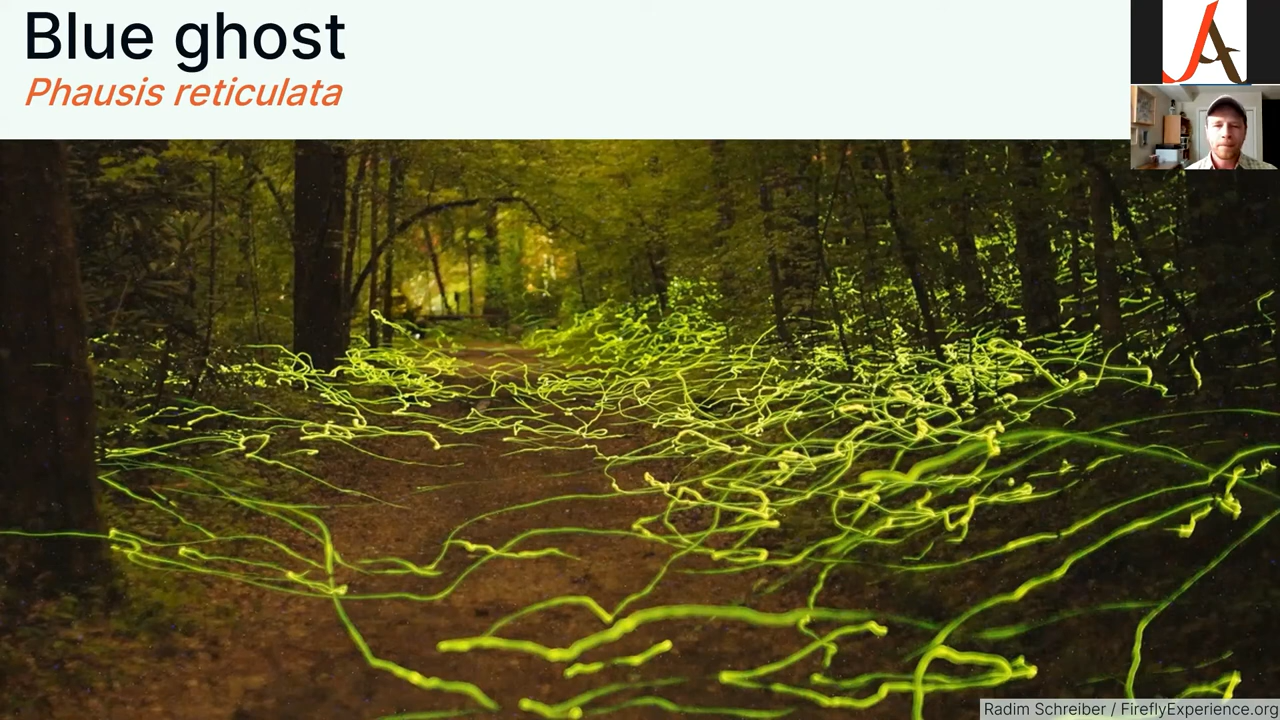 Blue ghost
Phausis reticulata
Radim Schreiber / FireflyExperience.org